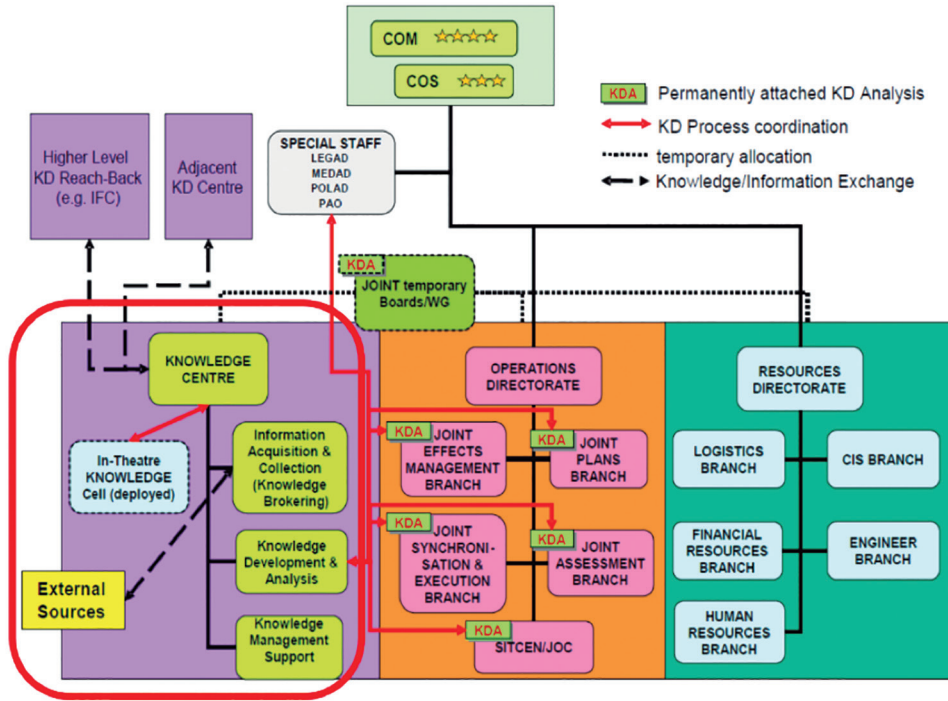 COM
COS
KDA Permanently attached KD Analysis
KD Process coordination
temporary allocation
Knowledge/Information Exchange
Higher Level
KD Reach-Back
(e.g. IFC)
Adjacent
KD Centre
SPECIAL STAFF
LEGAD
MEDAD
POLAD
PAO
KDA
JOINT temporary
Boards/WG
KNOWLEDGE
CENTRE
In-Theatre
KNOWLEDGE
Cell (deployed)
Information
Acquisition &
Collection
(Knowledge
Brokering)
Knowledge
Development &
Analysis
Knowledge
Management
Support
External
Sources
OPERATIONS
DIRECTORATE
KDA
JOINT
EFFECTS
MANAGEMENT
BRANCH
KDA
JOINT
PLANS
BRANCH
KDA
JOINT
SYNCHRONI-
SATION &
EXECUTION
BRANCH
KDA
JOINT
ASSESSMENT
BRANCH
KDA
SITCEN/JOC
RESOURCES
DIRECTORATE
LOGISTICS
BRANCH
CIS BRANCH
FINANCIAL
RESOURCES
BRANCH
ENGINEER
BRANCH
HUMAN
RESOURCES
BRANCH